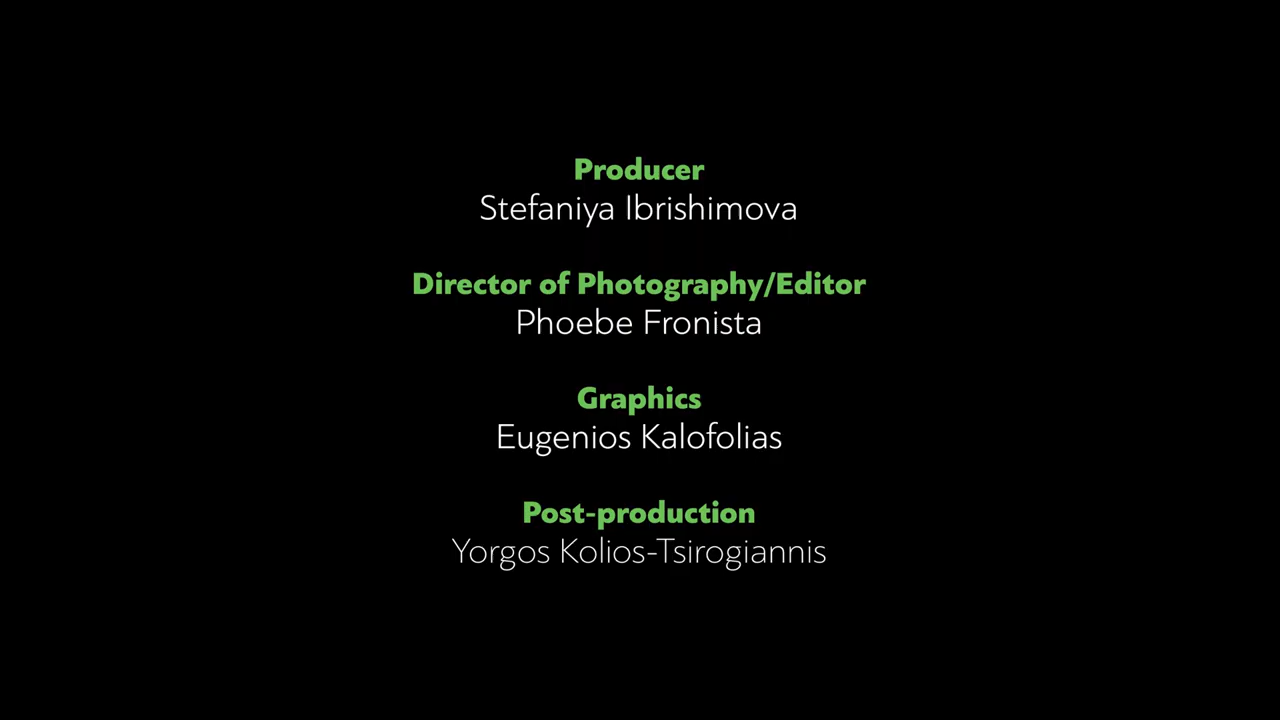 Producer
Stefaniya Ibrishimova
Director of Photography/Editor
Phoebe Fronista
Graphics
Eugenios Kalofolias
Post-production
Yorgos Kolios-Tsirogiannis